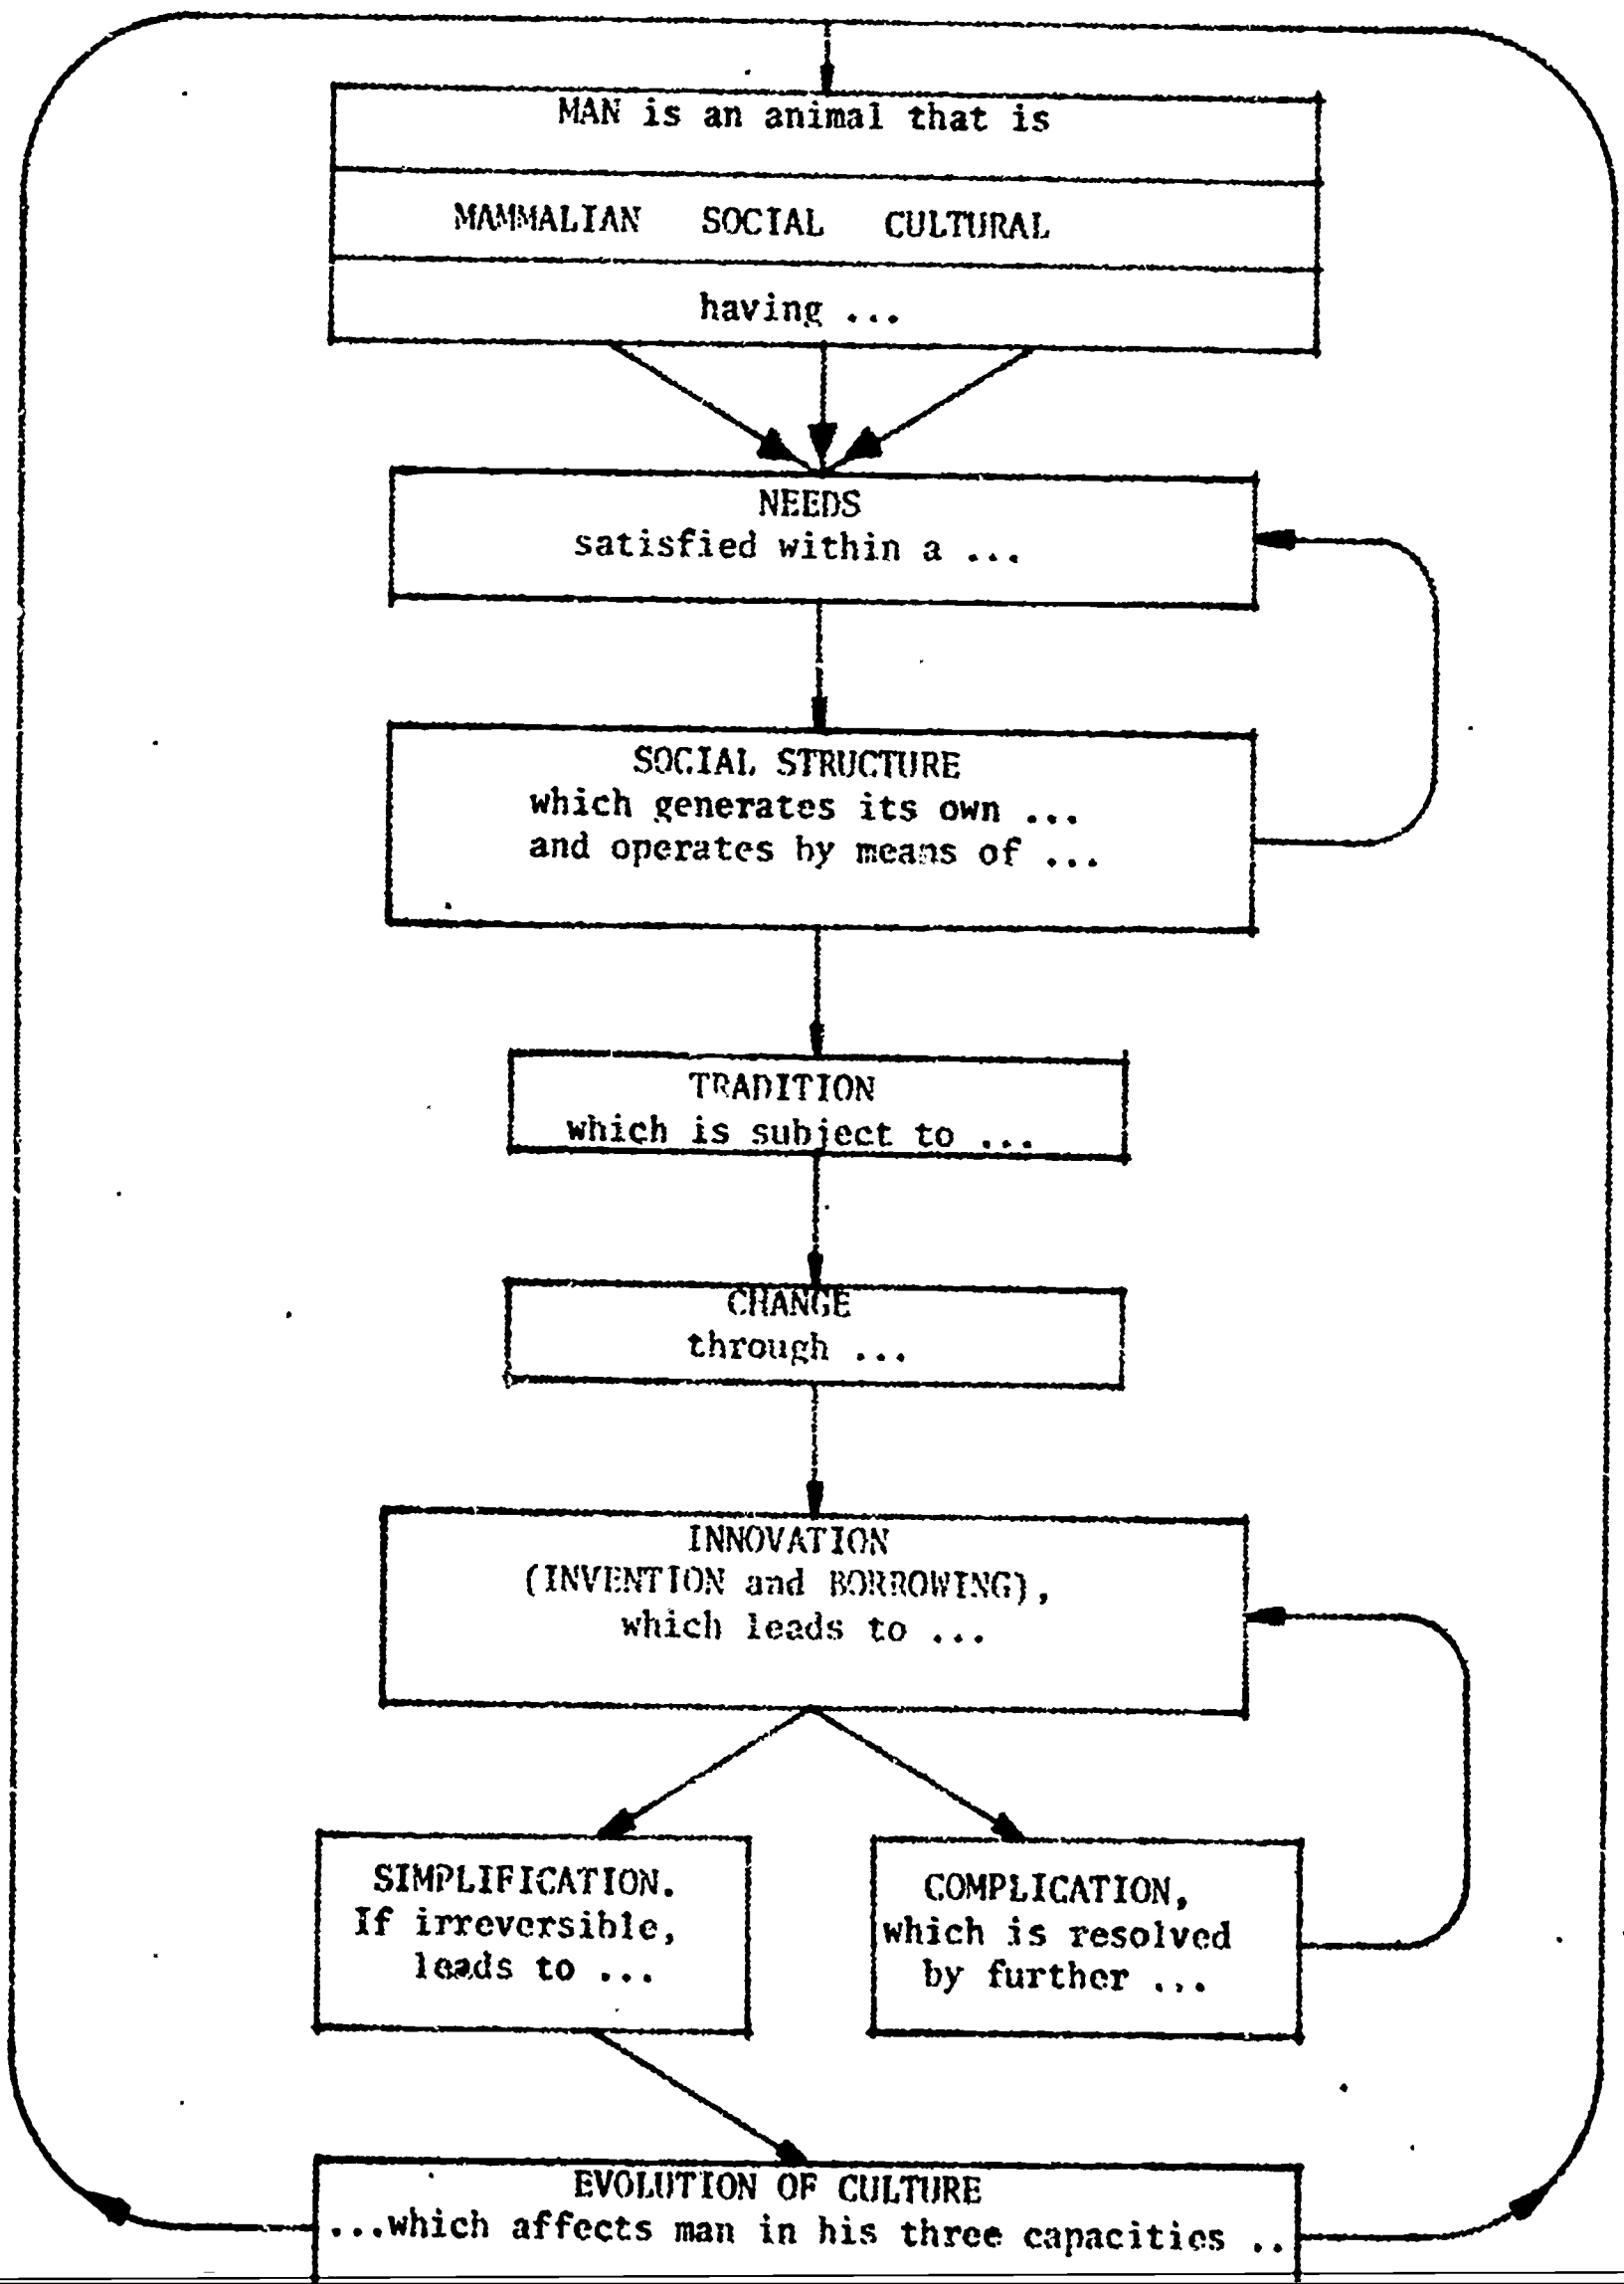 MAN is an animal that is
MAMMALIAN SOCIAL CULTURAL
having ...
NEEDS
satisfied within a ...
SOCIAL STRUCTURE
which generates its own ...
and operates by means of ...
TRADITION
which is subject to ...
CHANGE
through ...
INNOVATION
(INVENTION and BORROWING),
which leads to ...
SIMPLIFICATION.
If irreversible,
leads to ...
COMPLICATION,
which is resolved
by further ...
EVOLUTION OF CULTURE
...which affects man in his three capacities ..